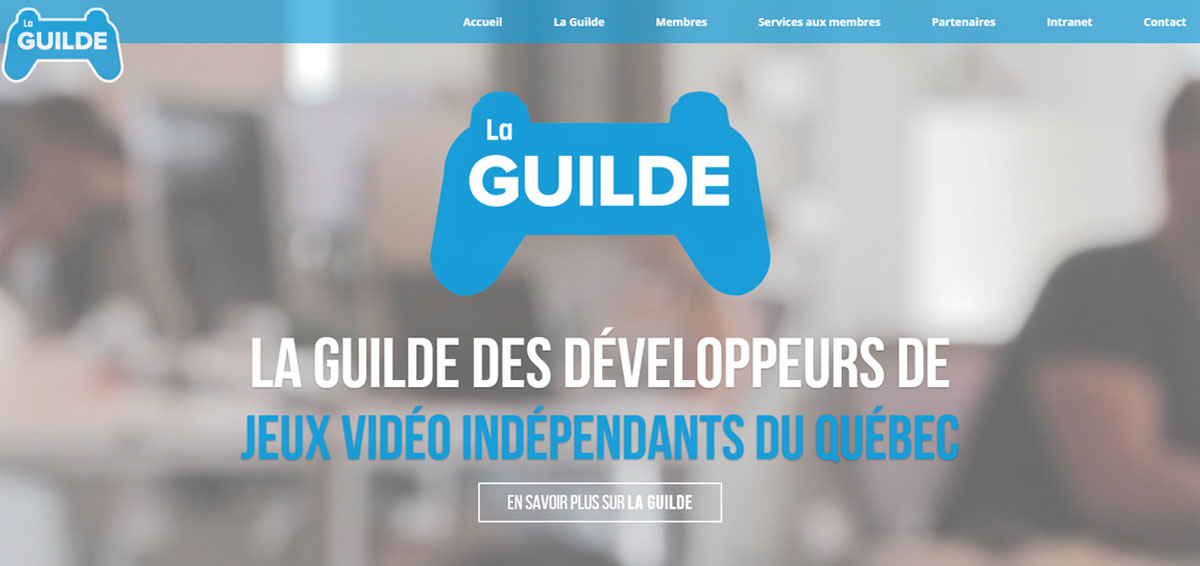 La
GUILDE
Accueil
La Guilde
Membres
Services aux membres
Partenaires
Intranet
Contact
La
GUILDE
LA GUILDE DES DÉVELOPPEURS DE
JEUX VIDÉO INDÉPENDANTS DU QUÉBEC
EN SAVOIR PLUS SUR LA GUILDE